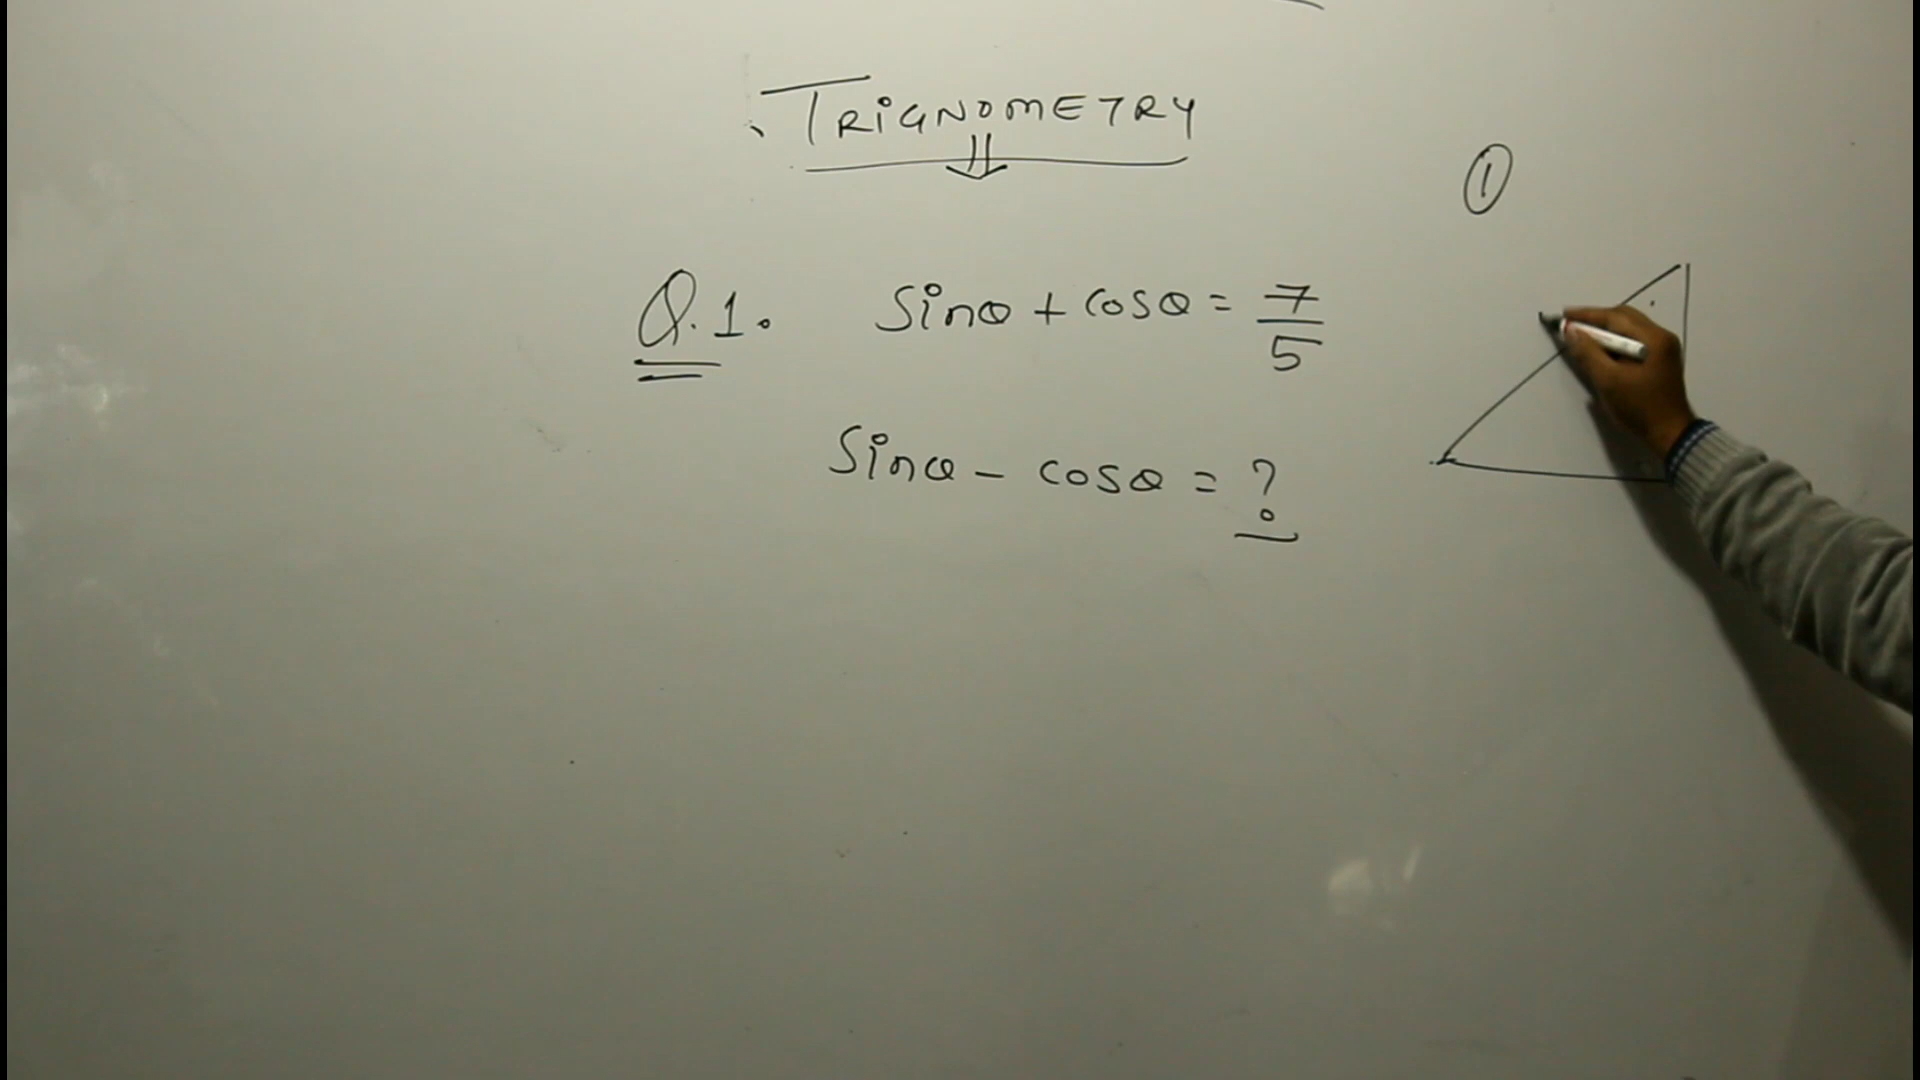 TRIGNOMETRY
①
Q.1. Sinθ + cosθ = 7/5
Sinθ - cosθ = ?